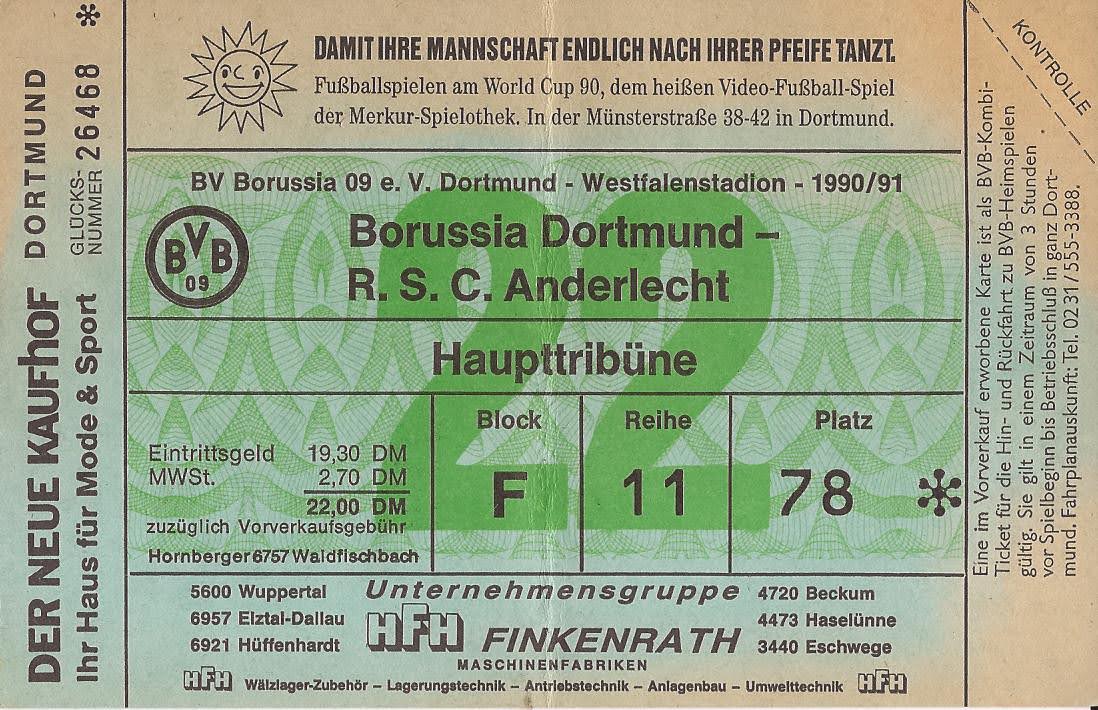 DER NEUE KAUFhOF DORTMUND
Ihr Haus für Mode & Sport
GLÜCKS-
NUMMER 26468 *
DAMIT IHRE MANNSCHAFT ENDLICH NACH IHRER PFEIFE TANZT.
Fußballspielen am World Cup 90, dem heißen Video-Fußball-Spiel
der Merkur-Spielothek. In der Münsterstraße 38-42 in Dortmund.
BV Borussia 09 e. V. Dortmund - Westfalenstadion - 1990/91
BVB
09
Borussia Dortmund –
R. S. C. Anderlecht
22
Haupttribüne
Eintrittsgeld 19,30 DM
MWSt. 2,70 DM
22,00 DM
zuzüglich Vorverkaufsgebühr
Hornberger 6757 Waldfischbach
Block
F
Reihe
11
Platz
78 *
5600 Wuppertal
6957 Elztal-Dallau
6921 Hüffenhardt
Unternehmensgruppe
HFH FINKENRATH
MASCHINENFABRIKEN
4720 Beckum
4473 Haselünne
3440 Eschwege
HFH Wälzlager-Zubehör – Lagerungstechnik – Antriebstechnik – Anlagenbau – Umwelttechnik HFH
KONTROLLE
Eine im Vorverkauf erworbene Karte ist als BVB-Kombi-
Ticket für die Hin- und Rückfahrt zu BVB-Heimspielen
gültig. Sie gilt in einem Zeitraum von 3 Stunden
vor Spielbeginn bis Betriebsschluß in ganz Dort-
mund. Fahrplanauskunft: Tel. 02 31 / 555-3388.